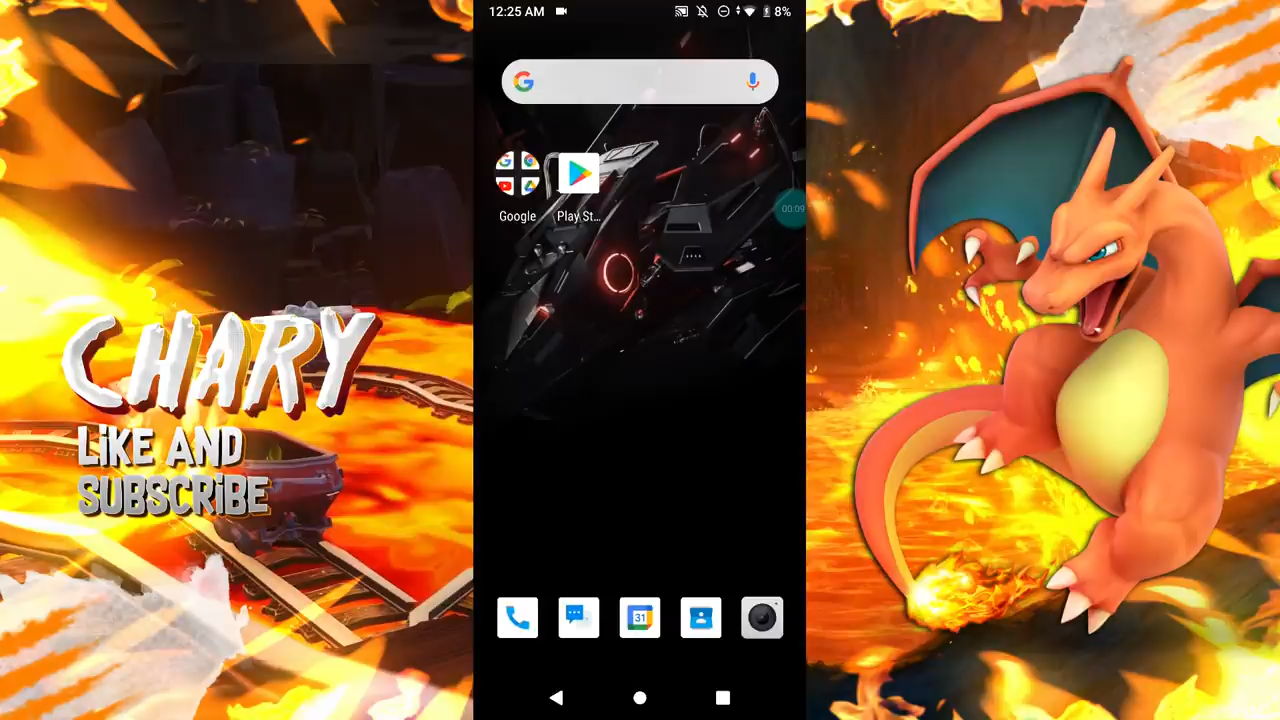 12:25 AM
8%
Google
Play St...
00:09
31
CHARY
LiKE AND
SUBSCRiBE